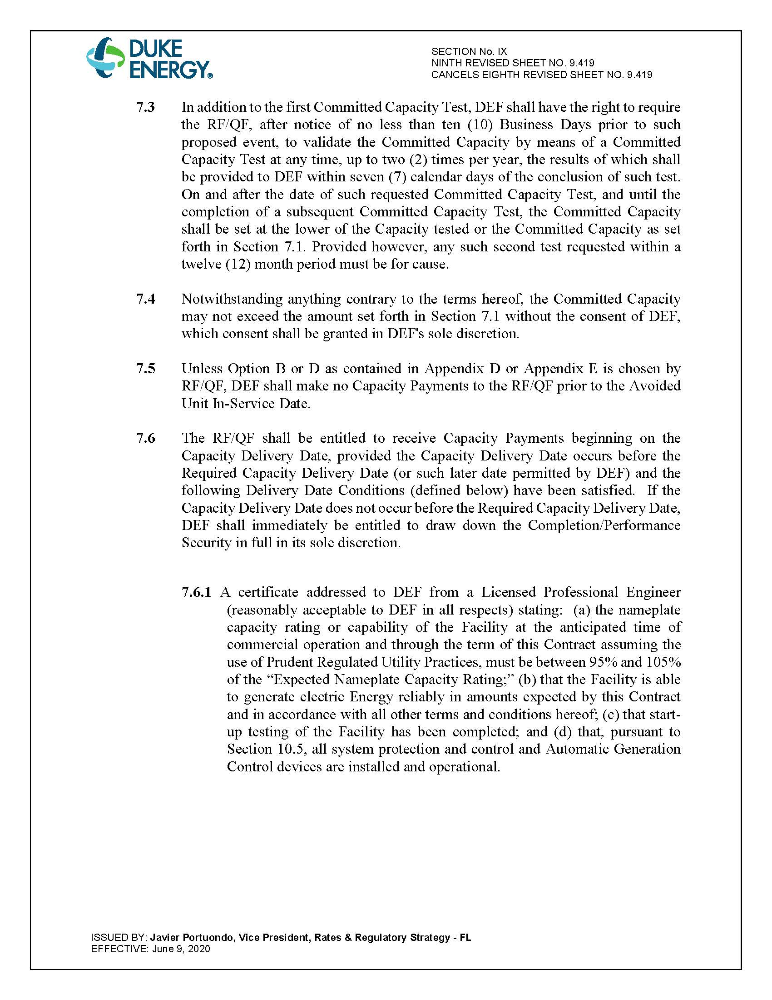 DUKE
ENERGY®
SECTION No. IX
NINTH REVISED SHEET NO. 9.419
CANCELS EIGHTH REVISED SHEET NO. 9.419
7.3 In addition to the first Committed Capacity Test, DEF shall have the right to require
the RF/QF, after notice of no less than ten (10) Business Days prior to such
proposed event, to validate the Committed Capacity by means of a Committed
Capacity Test at any time, up to two (2) times per year, the results of which shall
be provided to DEF within seven (7) calendar days of the conclusion of such test.
On and after the date of such requested Committed Capacity Test, and until the
completion of a subsequent Committed Capacity Test, the Committed Capacity
shall be set at the lower of the Capacity tested or the Committed Capacity as set
forth in Section 7.1. Provided however, any such second test requested within a
twelve (12) month period must be for cause.
7.4 Notwithstanding anything contrary to the terms hereof, the Committed Capacity
may not exceed the amount set forth in Section 7.1 without the consent of DEF,
which consent shall be granted in DEF's sole discretion.
7.5 Unless Option B or D as contained in Appendix D or Appendix E is chosen by
RF/QF, DEF shall make no Capacity Payments to the RF/QF prior to the Avoided
Unit In-Service Date.
7.6 The RF/QF shall be entitled to receive Capacity Payments beginning on the
Capacity Delivery Date, provided the Capacity Delivery Date occurs before the
Required Capacity Delivery Date (or such later date permitted by DEF) and the
following Delivery Date Conditions (defined below) have been satisfied. If the
Capacity Delivery Date does not occur before the Required Capacity Delivery Date,
DEF shall immediately be entitled to draw down the Completion/Performance
Security in full in its sole discretion.
7.6.1 A certificate addressed to DEF from a Licensed Professional Engineer
(reasonably acceptable to DEF in all respects) stating: (a) the nameplate
capacity rating or capability of the Facility at the anticipated time of
commercial operation and through the term of this Contract assuming the
use of Prudent Regulated Utility Practices, must be between 95% and 105%
of the “Expected Nameplate Capacity Rating;” (b) that the Facility is able
to generate electric Energy reliably in amounts expected by this Contract
and in accordance with all other terms and conditions hereof; (c) that start-
up testing of the Facility has been completed; and (d) that, pursuant to
Section 10.5, all system protection and control and Automatic Generation
Control devices are installed and operational.
ISSUED BY: Javier Portuondo, Vice President, Rates & Regulatory Strategy - FL
EFFECTIVE: June 9, 2020